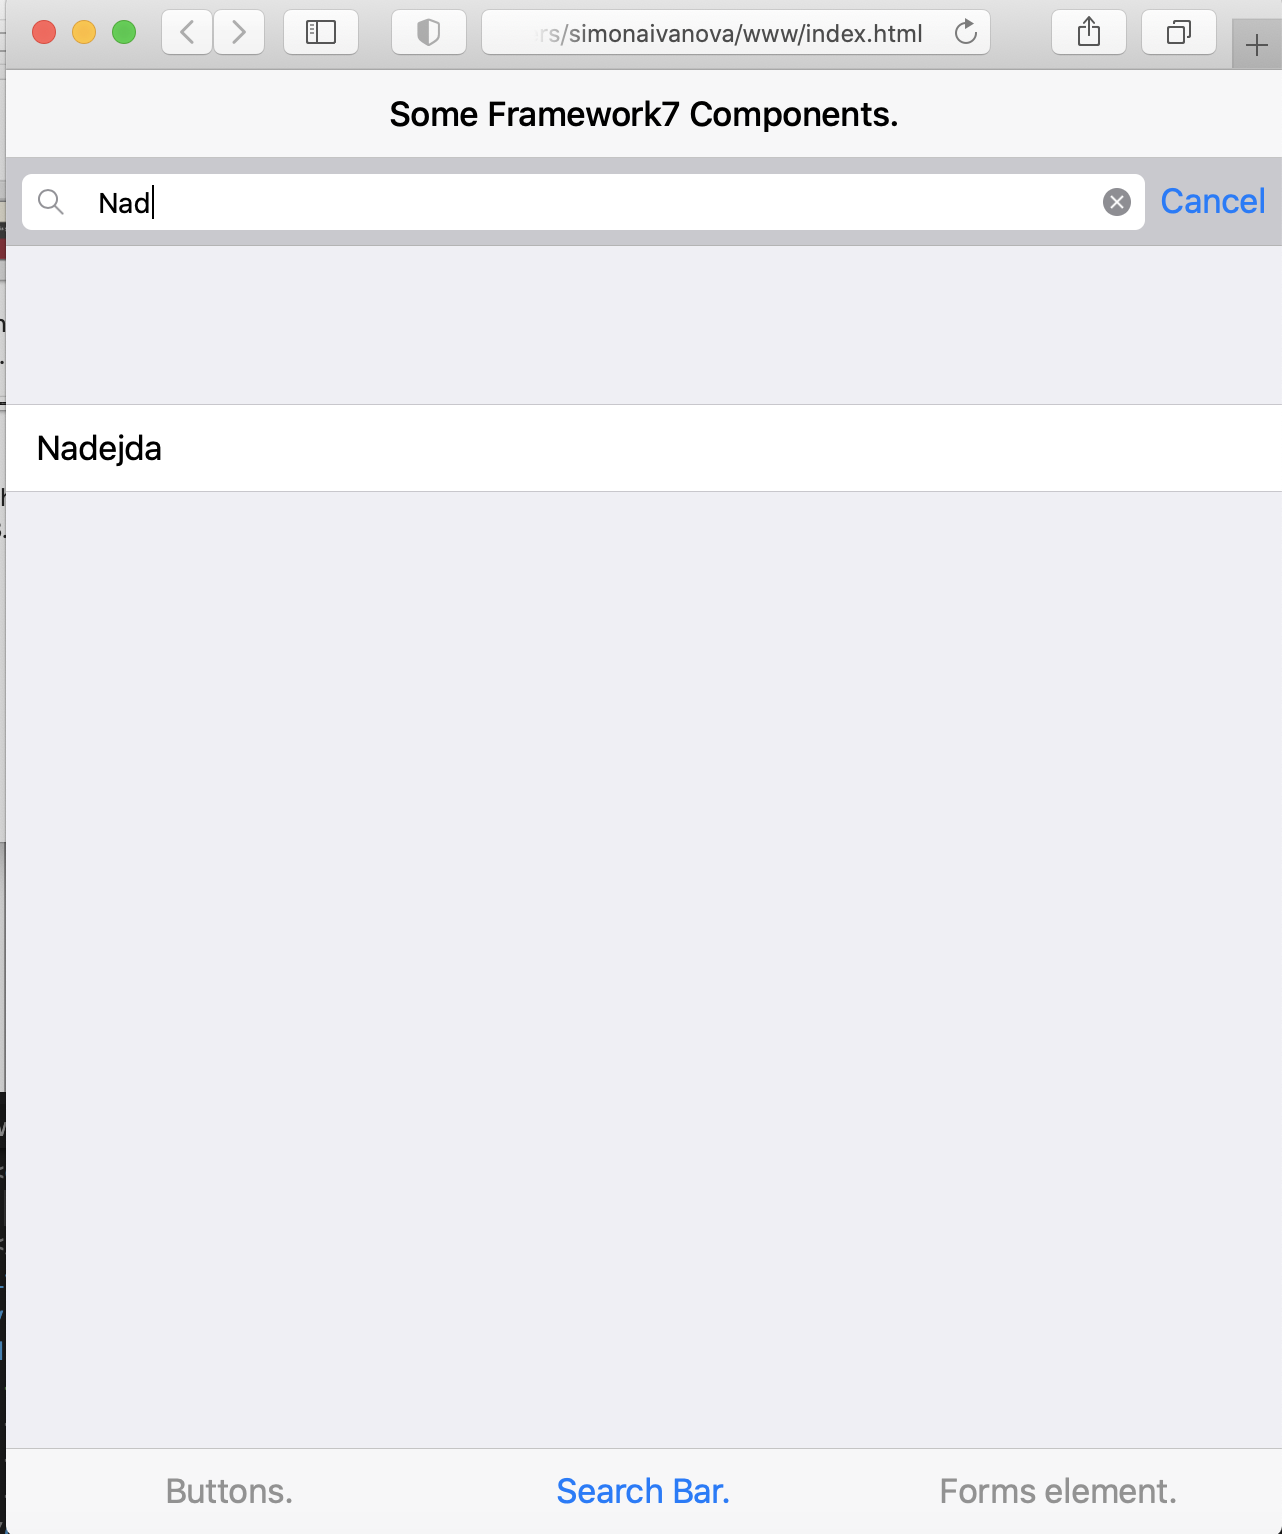 rs/simonaivanova/www/index.html
Some Framework7 Components.
Nad
Cancel
Nadejda
Buttons.
Search Bar.
Forms element.